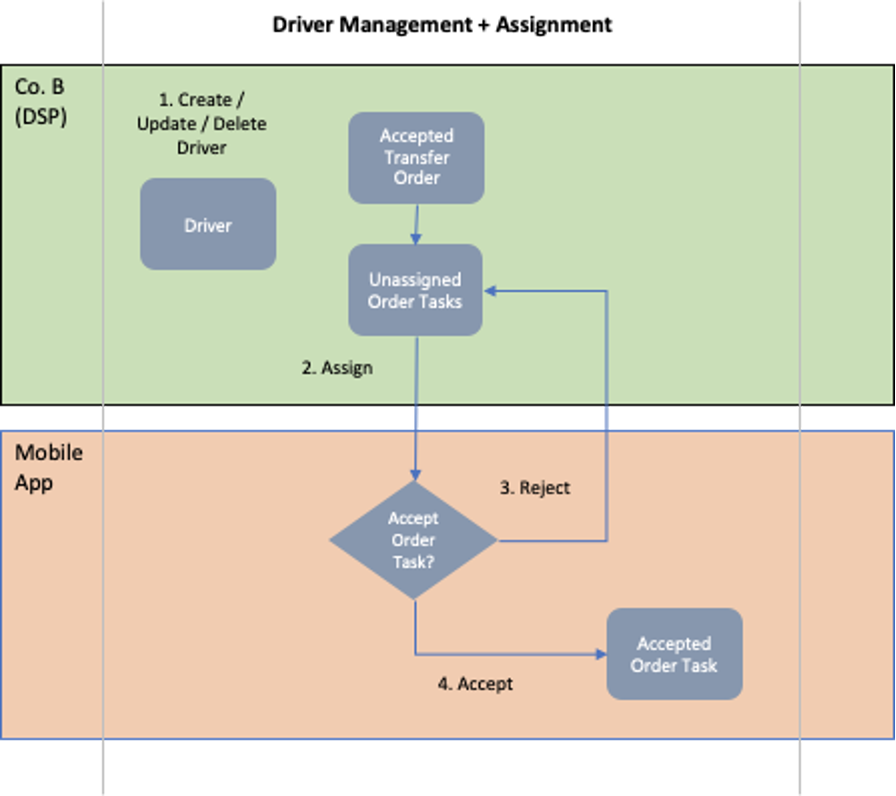 Driver Management + Assignment
Co. B
(DSP)
1. Create /
Update / Delete
Driver
Driver
Accepted
Transfer
Order
Unassigned
Order Tasks
2. Assign
Mobile
App
3. Reject
Accept
Order
Task?
Accepted
Order Task
4. Accept